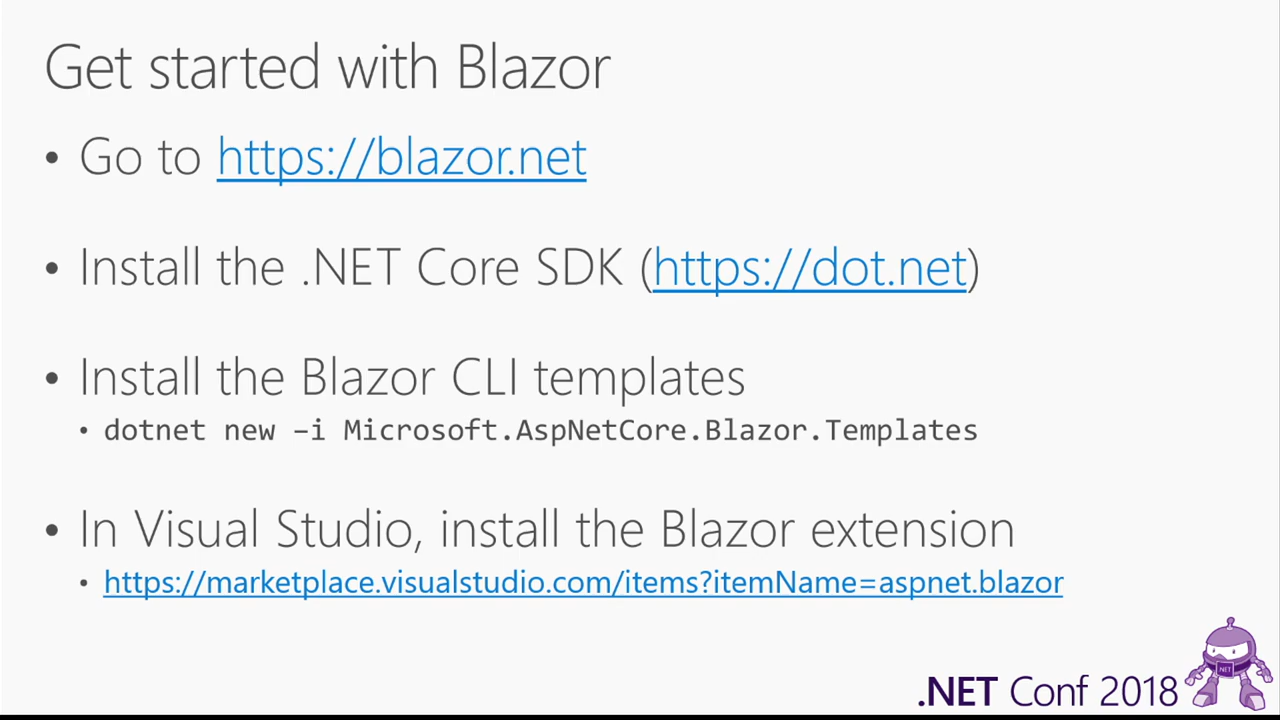 Get started with Blazor
• Go to https://blazor.net
• Install the .NET Core SDK (https://dot.net)
• Install the Blazor CLI templates
• dotnet new –i Microsoft.AspNetCore.Blazor.Templates
• In Visual Studio, install the Blazor extension
• https://marketplace.visualstudio.com/items?itemName=aspnet.blazor
.NET Conf 2018
.NET